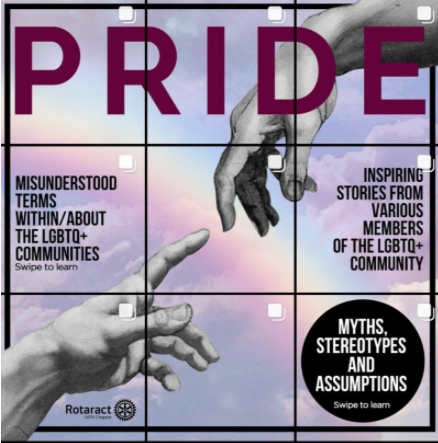 PRIDE
MISUNDERSTOOD
TERMS
WITHIN/ABOUT
THE LGBTQ+
COMMUNITIES
Swipe to learn
INSPIRING
STORIES FROM
VARIOUS
MEMBERS
OF THE LGBTQ+
COMMUNITY
MYTHS,
STEREOTYPES
AND
ASSUMPTIONS
Swipe to learn
Rotaract
Chapter